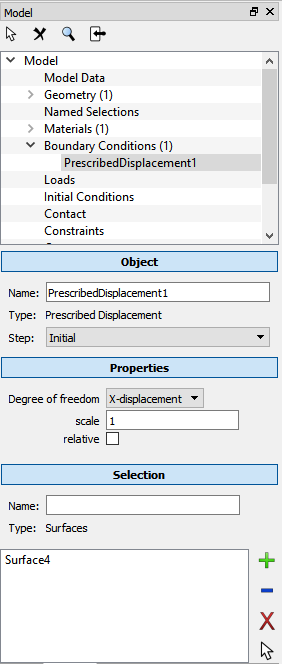 Model
Model
Model Data
Geometry (1)
Named Selections
Materials (1)
Boundary Conditions (1)
PrescribedDisplacement1
Loads
Initial Conditions
Contact
Constraints
Object
Name: PrescribedDisplacement1
Type: Prescribed Displacement
Step: Initial
Properties
Degree of freedom X-displacement
scale 1
relative
Selection
Name:
Type: Surfaces
Surface4